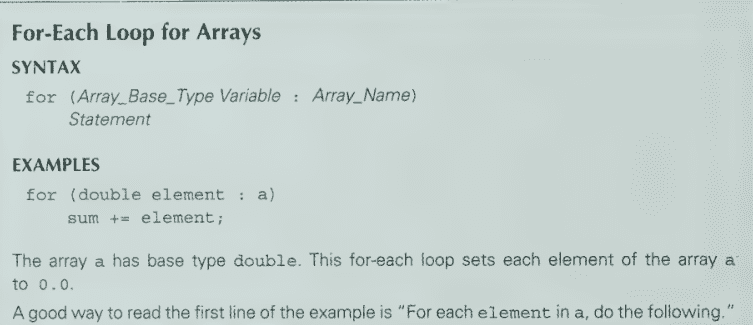 For-Each Loop for Arrays
SYNTAX
for (Array_Base_Type Variable : Array_Name)
Statement
EXAMPLES
for (double element : a)
sum += element;
The array a has base type double. This for-each loop sets each element of the array a
to 0.0.
A good way to read the first line of the example is “For each element in a, do the following.”